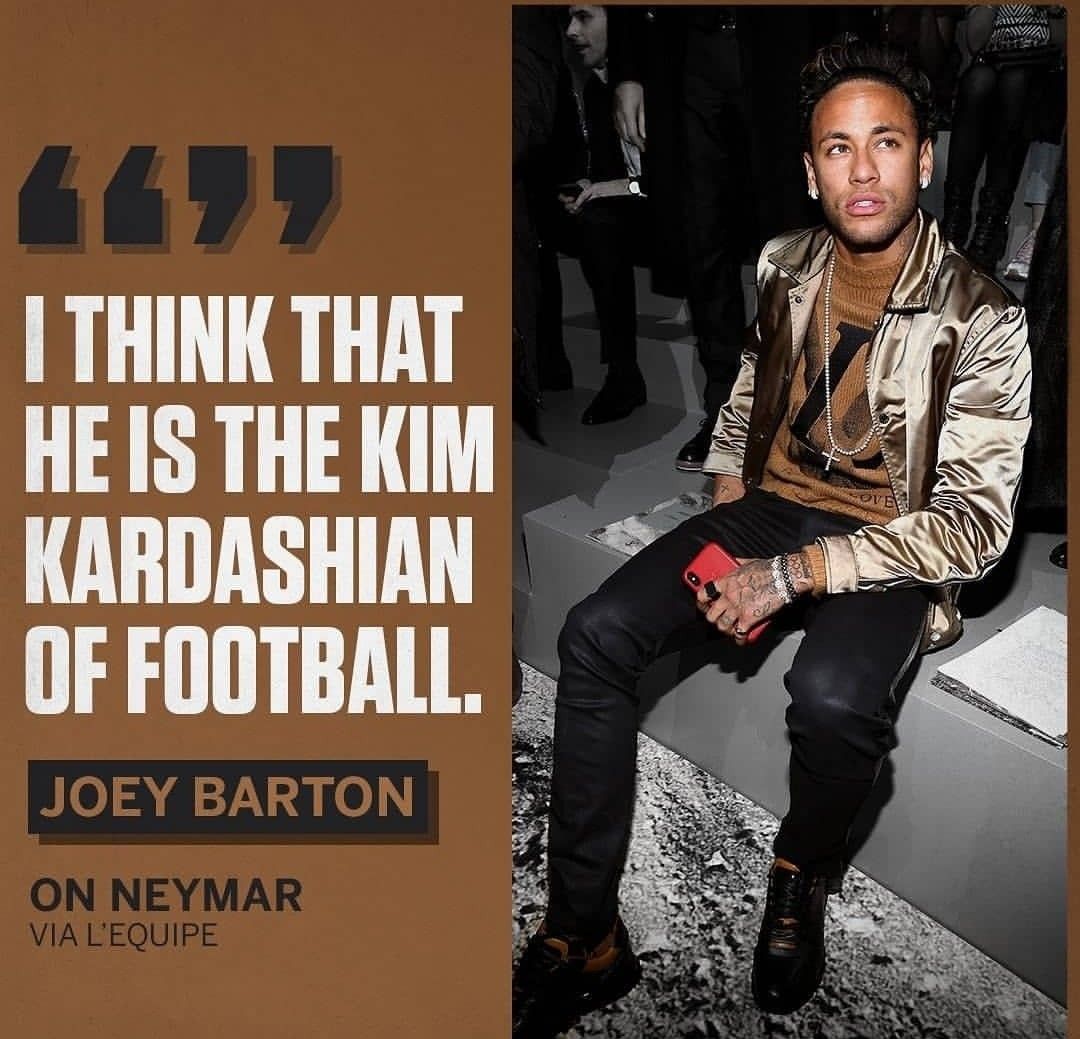 I THINK THAT
HE IS THE KIM
KARDASHIAN
OF FOOTBALL.
JOEY BARTON
ON NEYMAR
VIA L'EQUIPE